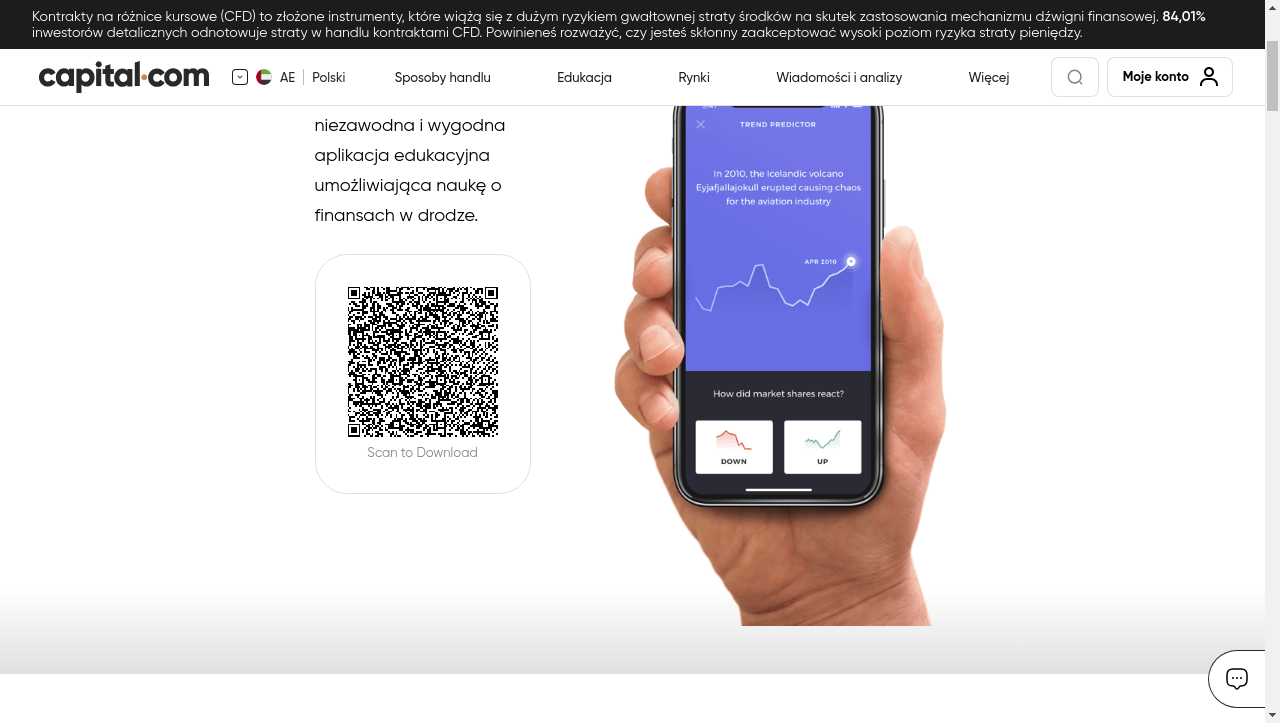 Kontrakty na różnice kursowe (CFD) to złożone instrumenty, które wiążą się z dużym ryzykiem gwałtownej straty środków na skutek zastosowania mechanizmu dźwigni finansowej. 84,01%
inwestorów detalicznych odnotowuje straty w handlu kontraktami CFD. Powinieneś rozważyć, czy jesteś skłonny zaakceptować wysoki poziom ryzyka straty pieniędzy.
capital.com AE Polski Sposoby handlu Edukacja Rynki Wiadomości i analizy Więcej Moje konto
niezawodna i wygodna
aplikacja edukacyjna
umożliwiająca naukę o
finansach w drodze.
Scan to Download
TREND PREDICTOR
In 2010, the Icelandic volcano
Eyjafjallajokull erupted causing chaos
for the aviation industry
APR 2010
How did market shares react?
DOWN UP